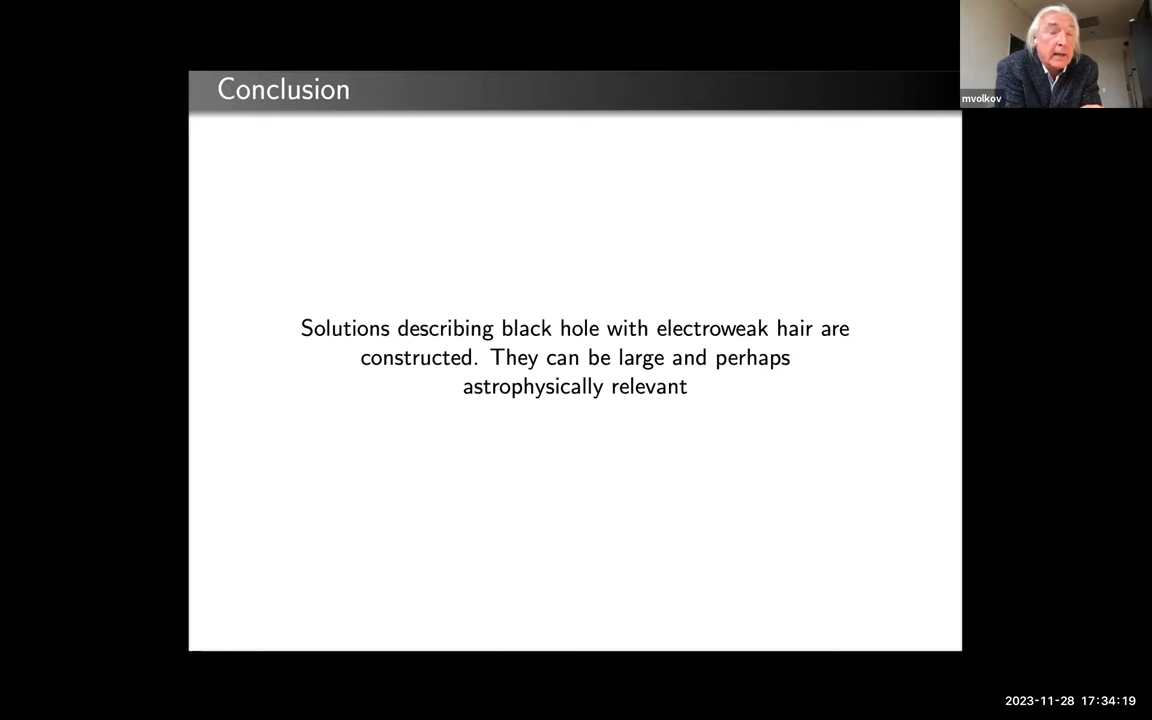 Conclusion
mvolkov
Solutions describing black hole with electroweak hair are
constructed. They can be large and perhaps
astrophysically relevant
2023-11-28 17:34:19